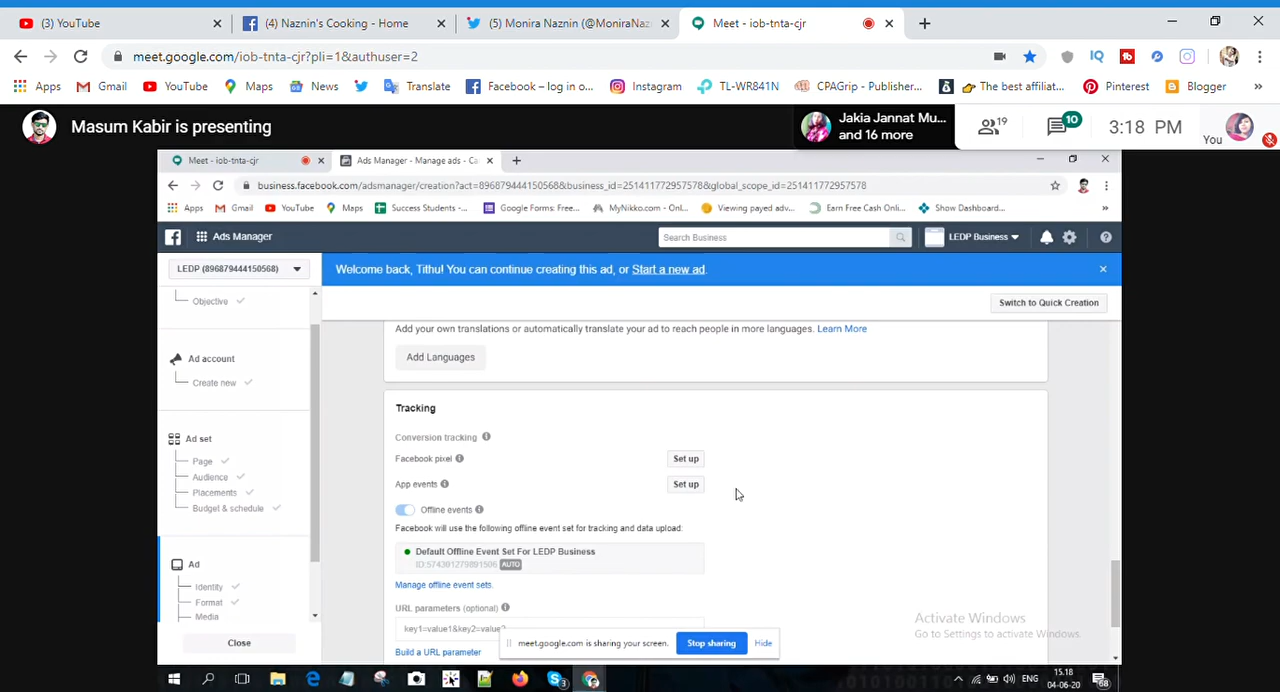 (3) YouTube
(4) Naznin's Cooking - Home
(5) Monira Naznin (@MoniraNaz
Meet - iob-tnta-cjr
meet.google.com/iob-tnta-cjr?pli=1&authuser=2
Apps Gmail YouTube Maps News Translate Facebook – log in o... Instagram TL-WR841N CPAGrip - Publisher... The best affiliat... Pinterest Blogger »
Masum Kabir is presenting
Jakia Jannat Mu...
and 16 more
19
10
3:18 PM
You
Meet - iob-tnta-cjr
Ads Manager - Manage ads - Ca
business.facebook.com/adsmanager/creation?act=896879444150568&business_id=251411772957578&global_scope_id=251411772957578
Apps Gmail YouTube Maps Success Students -... Google Forms: Free... MyNikko.com - Onl... Viewing payed adv... Earn Free Cash Onli... Show Dashboard... »
Ads Manager
Search Business
LEDP Business
LEDP (896879444150568)
Welcome back, Tithu! You can continue creating this ad, or Start a new ad.
Switch to Quick Creation
Objective
Ad account
Create new
Ad set
Page
Audience
Placements
Budget & schedule
Ad
Identity
Format
Media
Close
Add your own translations or automatically translate your ad to reach people in more languages. Learn More
Add Languages
Tracking
Conversion tracking
Facebook pixel
Set up
App events
Set up
Offline events
Facebook will use the following offline event set for tracking and data upload:
Default Offline Event Set For LEDP Business
ID:574391279891506 AUTO
Manage offline event sets.
URL parameters (optional)
key1=value1&key2=value2
Build a URL parameter
meet.google.com is sharing your screen.
Stop sharing
Hide
Activate Windows
Go to Settings to activate Windows.
ENG
15.18
04-06-20
68